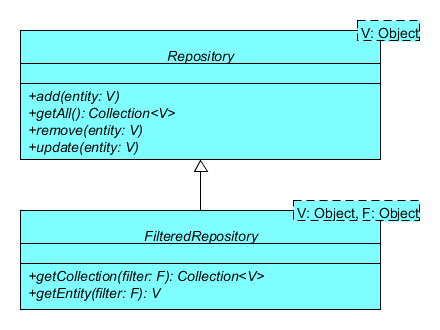 V: Object
Repository
+add(entity: V)
+getAll(): Collection<V>
+remove(entity: V)
+update(entity: V)
V: Object, F: Object
FilteredRepository
+getCollection(filter: F): Collection<V>
+getEntity(filter: F): V